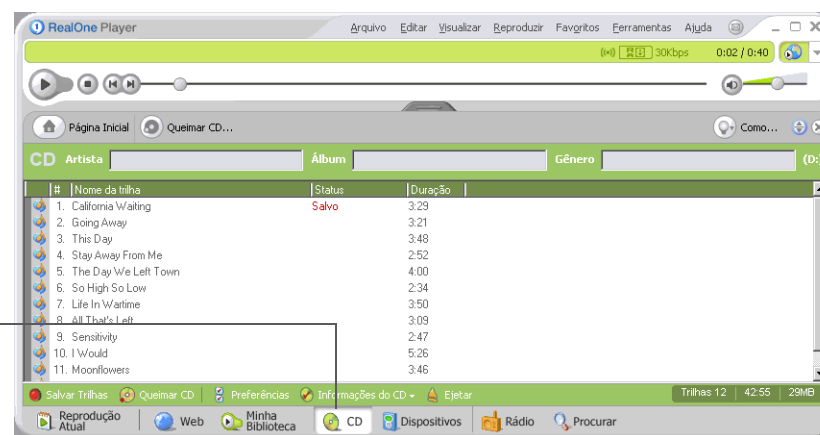 RealOne Player Arquivo Editar Visualizar Reproduzir Favoritos Ferramentas Ajuda
30Kbps 0:02 / 0:40
Página Inicial Queimar CD... Como...
CD Artista Álbum Gênero (D:)
# Nome da trilha Status Duração
1. California Waiting Salvo 3:29
2. Going Away 3:21
3. This Day 3:48
4. Stay Away From Me 2:52
5. The Day We Left Town 4:00
6. So High So Low 2:34
7. Life In Wartime 3:50
8. All That's Left 3:09
9. Sensitivity 2:47
10. I Would 5:26
11. Moonflowers 3:46
Salvar Trilhas Queimar CD Preferências Informações do CD Ejetar Trilhas 12 42:55 29MB
Reprodução Atual Web Minha Biblioteca CD Dispositivos Rádio Procurar